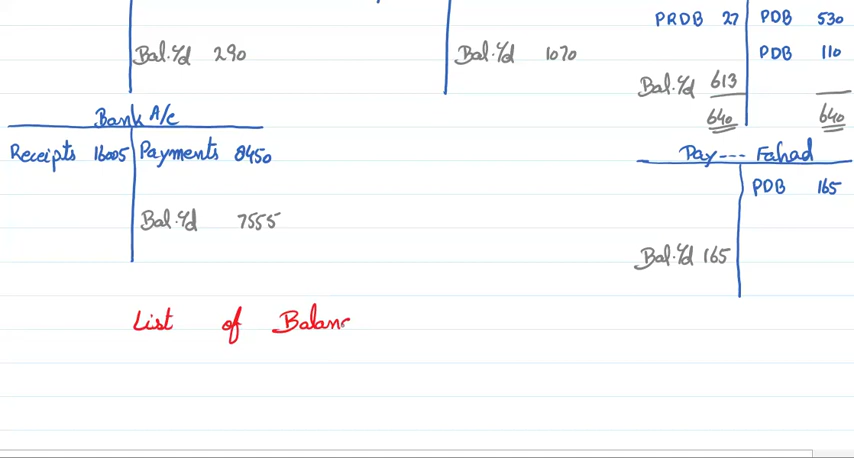 PRDB 27 PDB 530
PDB 110
Bal. c/d 290
Bal. c/d 1070
Bal. c/d 613
640 640
Bank A/c
Receipts 16005 Payments 8450
Bal. c/d 7555
Pay--- Fahad
PDB 165
Bal. c/d 165
List of Balanc